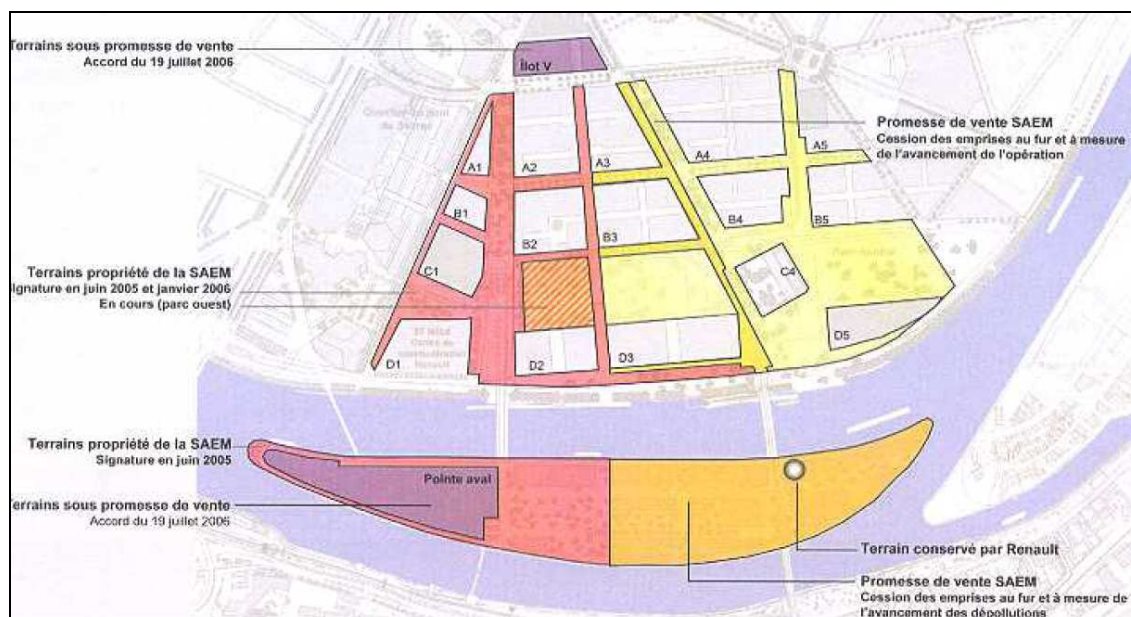 Terrains sous promesse de vente
Accord du 19 juillet 2006
Îlot V
Promesse de vente SAEM
Cession des emprises au fur et à mesure
de l'avancement de l'opération
A1
A2
A3
A4
A5
B1
B2
B3
B4
B5
C1
C4
Terrains propriété de la SAEM
ignature en juin 2005 et janvier 2006
En cours (parc ouest)
D1
D2
D3
D5
Terrains propriété de la SAEM
Signature en juin 2005
Pointe aval
Terrains sous promesse de vente
Accord du 19 juillet 2006
Terrain conservé par Renault
Promesse de vente SAEM
Cession des emprises au fur et à mesure de
l'avancement des dépollutions